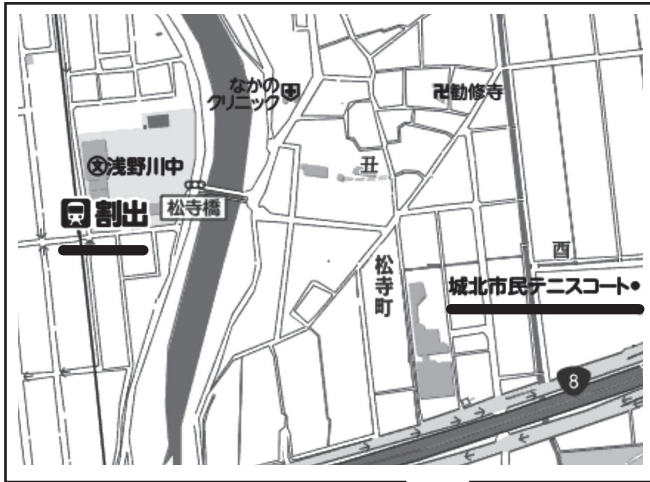 なかの
クリニック
勧修寺
丑
浅野川中
割出
松寺橋
酉
松寺町
城北市民テニスコート
8